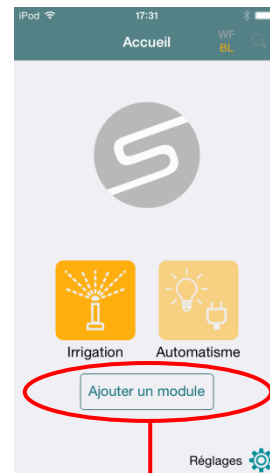 iPod 17:31
Accueil WF
BL
Irrigation Automatisme
Ajouter un module
Réglages